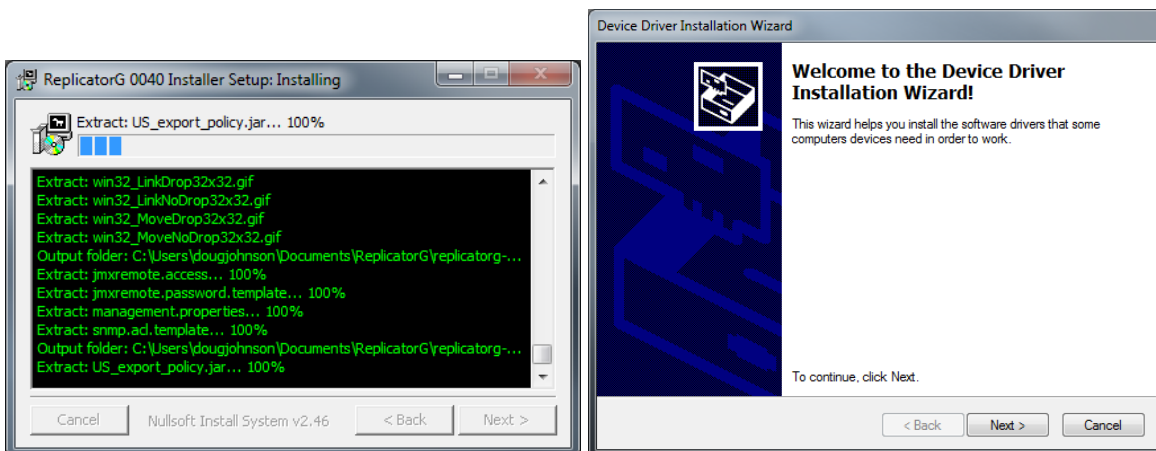 ReplicatorG 0040 Installer Setup: Installing
Extract: US_export_policy.jar... 100%
Extract: win32_LinkDrop32x32.gif
Extract: win32_LinkNoDrop32x32.gif
Extract: win32_MoveDrop32x32.gif
Extract: win32_MoveNoDrop32x32.gif
Output folder: C:\Users\dougjohnson\Documents\ReplicatorG\replicatorg-...
Extract: jmxremote.access... 100%
Extract: jmxremote.password.template... 100%
Extract: management.properties... 100%
Extract: snmp.acl.template... 100%
Output folder: C:\Users\dougjohnson\Documents\ReplicatorG\replicatorg-...
Extract: US_export_policy.jar... 100%
Cancel
Nullsoft Install System v2.46
< Back
Next >
Device Driver Installation Wizard
Welcome to the Device Driver
Installation Wizard!
This wizard helps you install the software drivers that some
computers devices need in order to work.
To continue, click Next.
< Back
Next >
Cancel